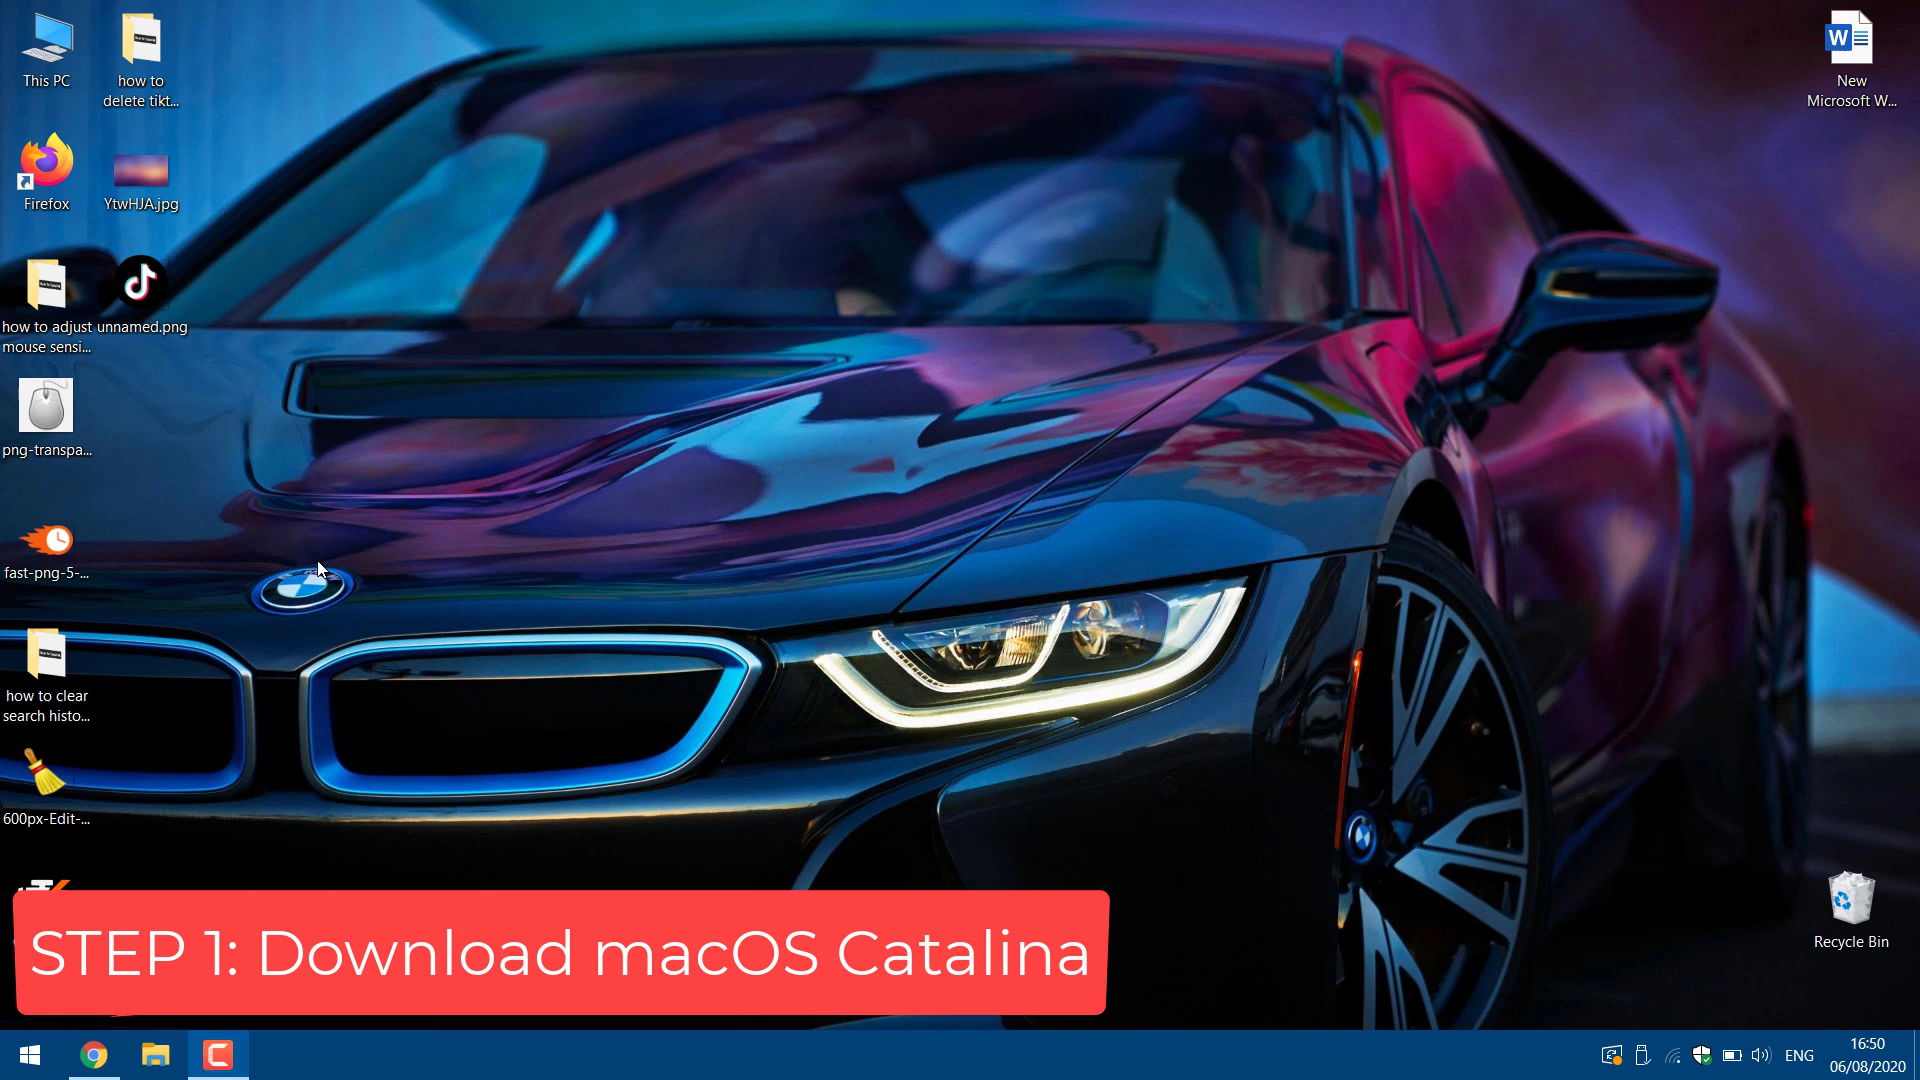 This PC
how to
delete tikt...
Firefox
YtwHJA.jpg
how to adjust
mouse sensi...
unnamed.png
png-transpa...
fast-png-5-...
how to clear
search histo...
600px-Edit-...
New
Microsoft W...
Recycle Bin
STEP 1: Download macOS Catalina
ENG
16:50
06/08/2020